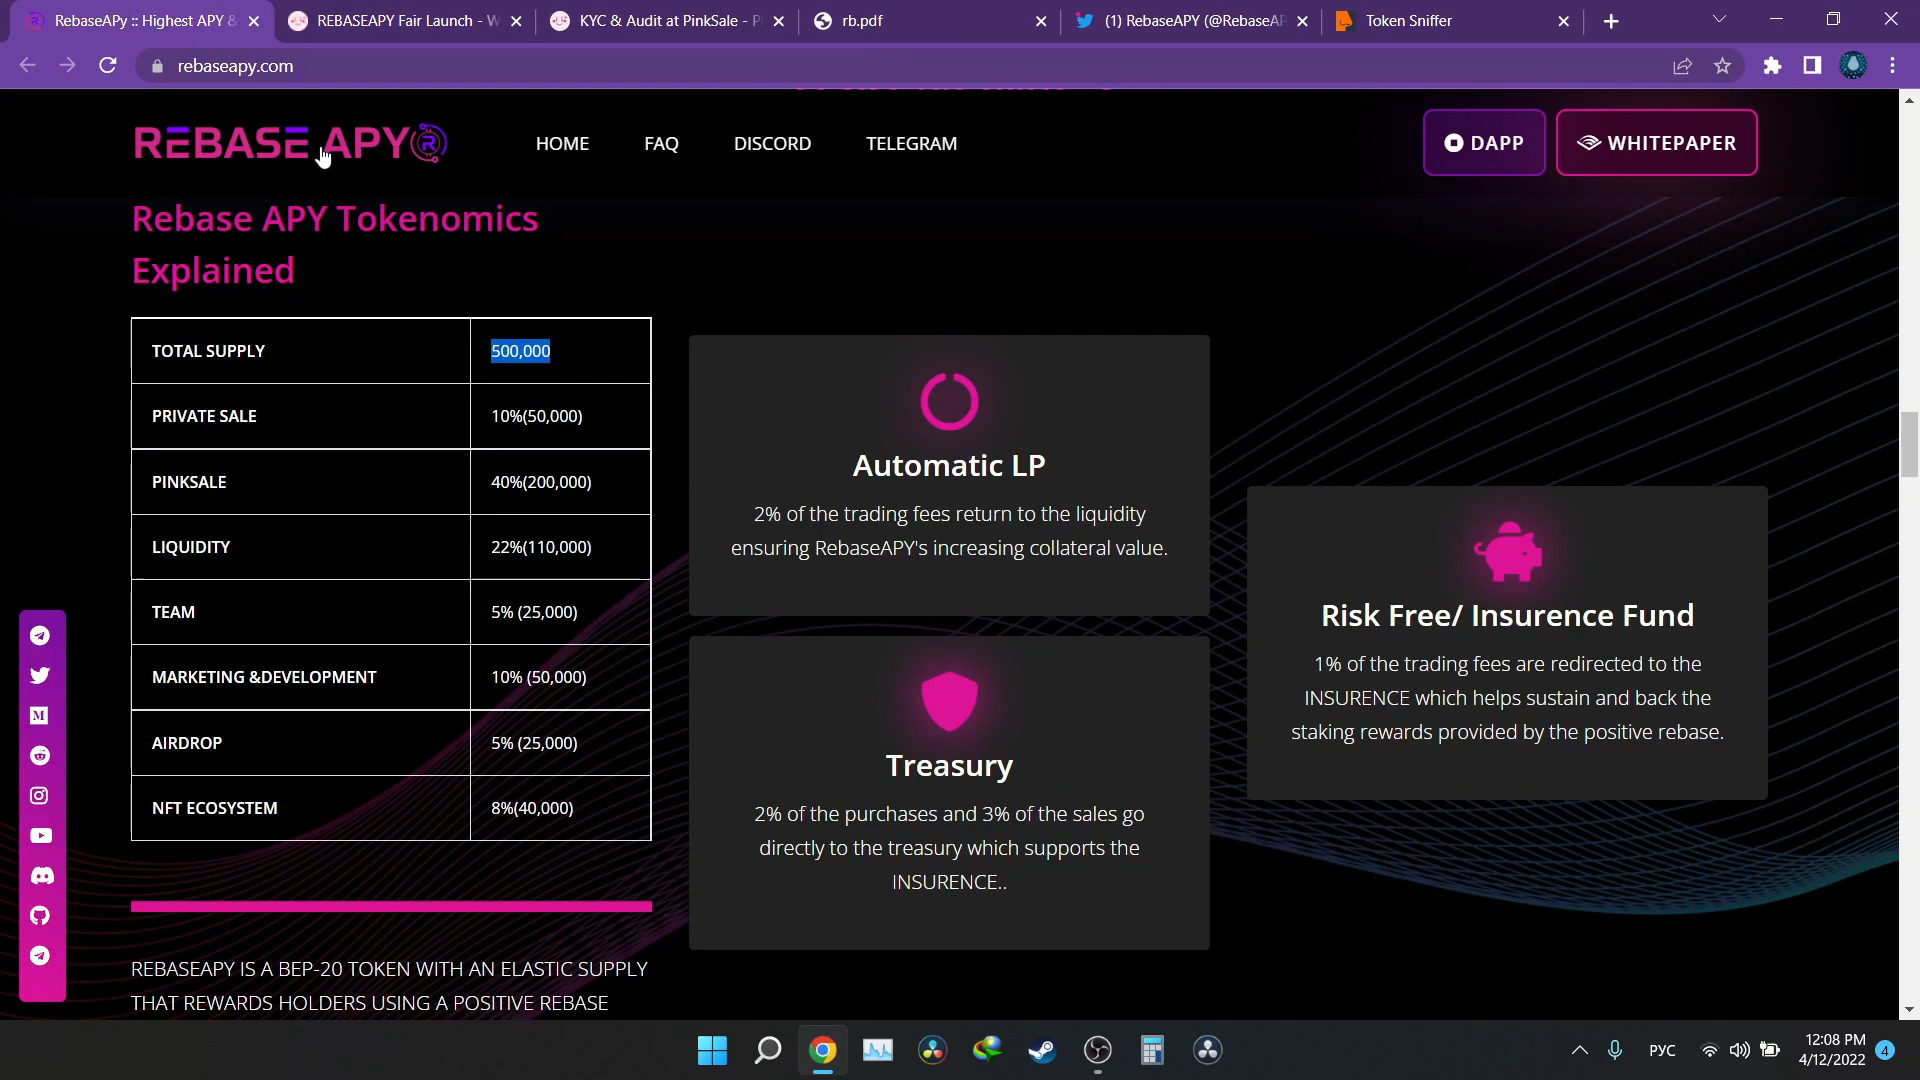 RebaseAPy :: Highest APY &
REBASEAPY Fair Launch - W
KYC & Audit at PinkSale - P
rb.pdf
(1) RebaseAPY (@RebaseAP
Token Sniffer
rebaseapy.com
REBASE APY
HOME
FAQ
DISCORD
TELEGRAM
DAPP
WHITEPAPER
Rebase APY Tokenomics
Explained
TOTAL SUPPLY
500,000
PRIVATE SALE
10%(50,000)
PINKSALE
40%(200,000)
LIQUIDITY
22%(110,000)
TEAM
5% (25,000)
MARKETING &DEVELOPMENT
10% (50,000)
AIRDROP
5% (25,000)
NFT ECOSYSTEM
8%(40,000)
REBASEAPY IS A BEP-20 TOKEN WITH AN ELASTIC SUPPLY
THAT REWARDS HOLDERS USING A POSITIVE REBASE
Automatic LP
2% of the trading fees return to the liquidity
ensuring RebaseAPY's increasing collateral value.
Treasury
2% of the purchases and 3% of the sales go
directly to the treasury which supports the
INSURENCE..
Risk Free/ Insurence Fund
1% of the trading fees are redirected to the
INSURENCE which helps sustain and back the
staking rewards provided by the positive rebase.
РУС
12:08 PM
4/12/2022
4